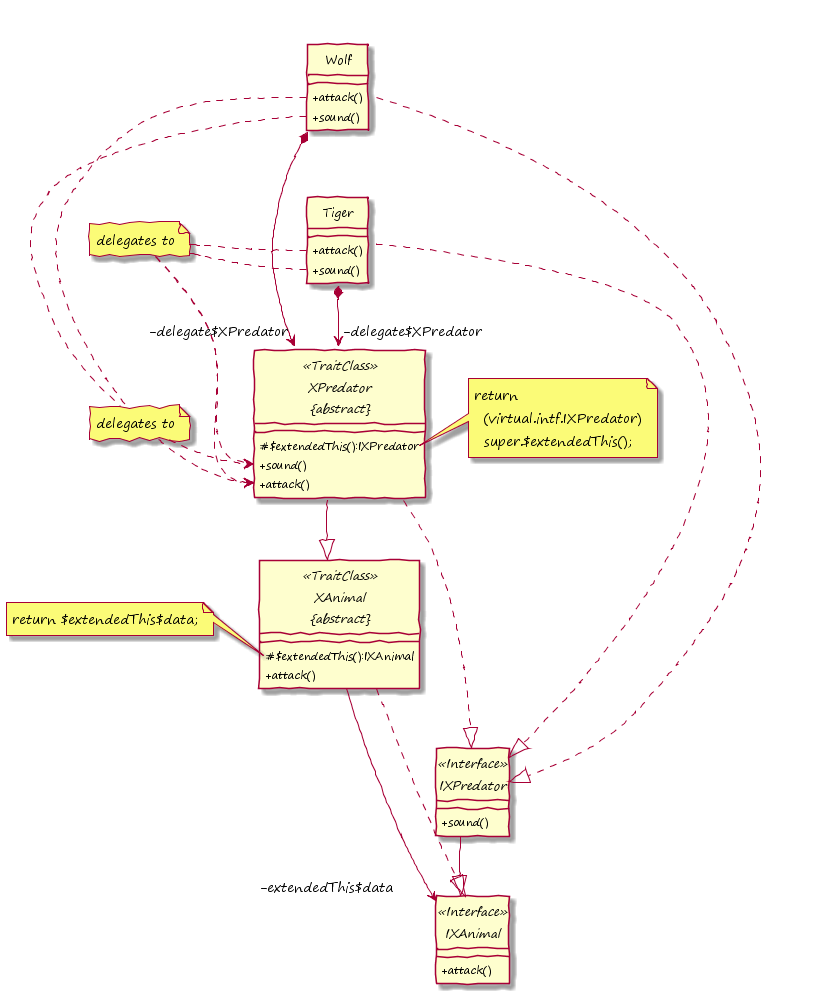 Wolf
+attack()
+sound()
Tiger
delegates to
+attack()
+sound()
-delegate$XPredator
-delegate$XPredator
«TraitClass»
XPredator
{abstract}
#$extendedThis():IXPredator
+sound()
+attack()
return
(virtual.intf.IXPredator)
super.$extendedThis();
delegates to
«TraitClass»
XAnimal
{abstract}
#$extendedThis():IXAnimal
+attack()
return $extendedThis$data;
«Interface»
IXPredator
+sound()
-extendedThis$data
«Interface»
IXAnimal
+attack()